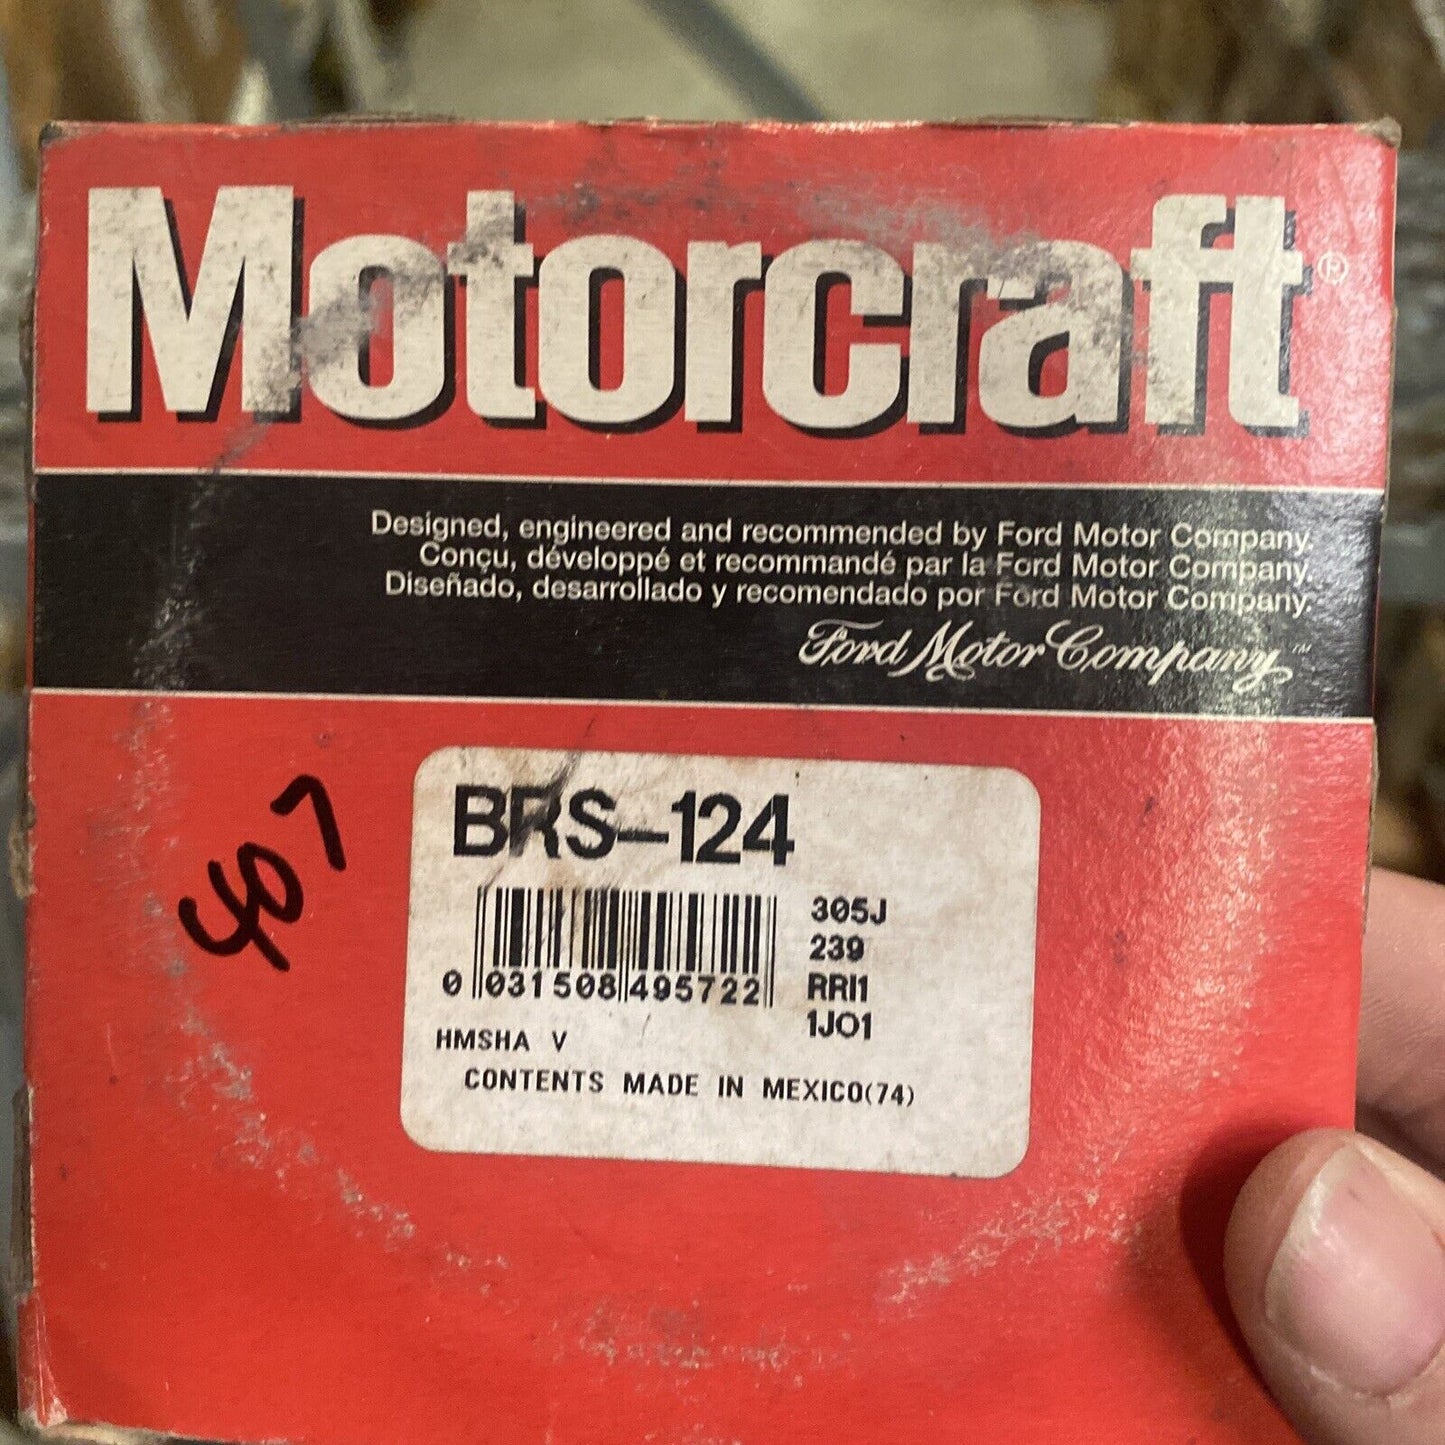 Motorcraft®
Designed, engineered and recommended by Ford Motor Company.
Conçu, développé et recommandé par la Ford Motor Company.
Diseñado, desarrollado y recomendado por Ford Motor Company.
Ford Motor Company™
407
BRS-124
305J
239
RRI1
1JO1
0 031508 495722
HMSHA V
CONTENTS MADE IN MEXICO(74)